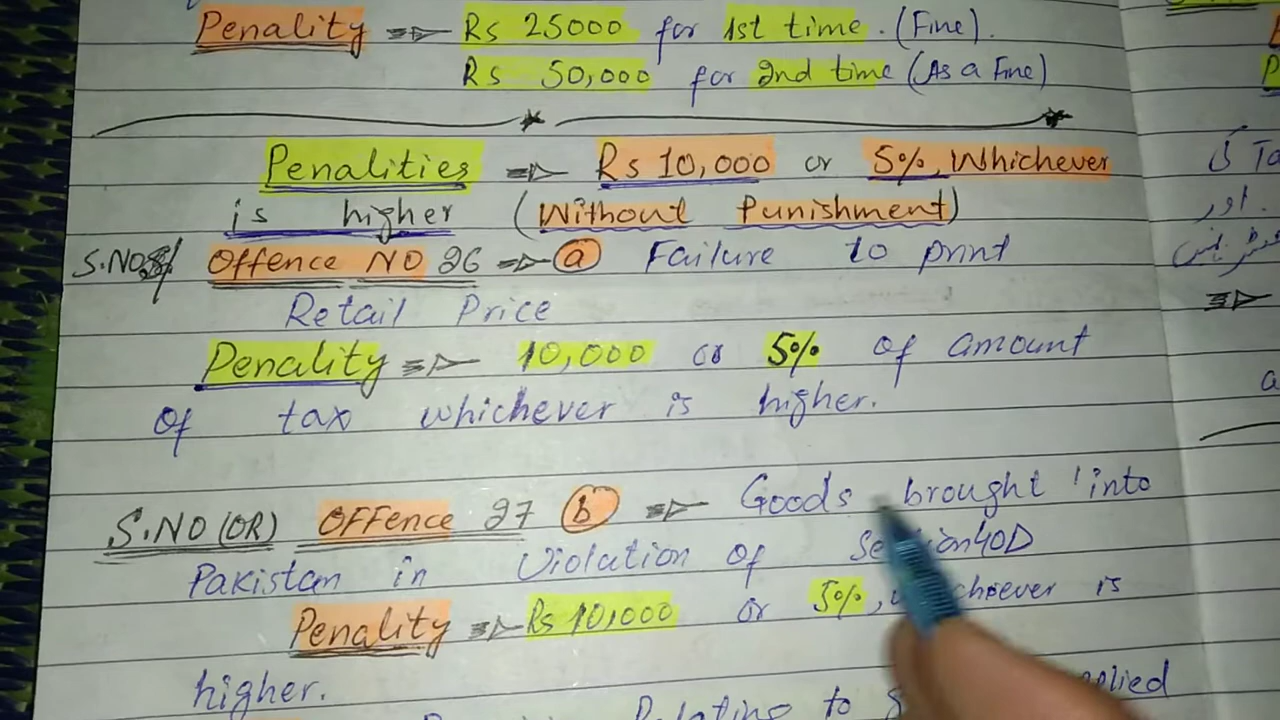 Penality ⇒ Rs 25000 for 1st time. (Fine).
Rs 50,000 for 2nd time (As a Fine)
Penalities ⇒ Rs 10,000 or 5%, Whichever
is higher (Without Punishment)
S.NO Offence NO 26 ⇒ (a) Failure to print
Retail Price
Penality ⇒ 10,000 or 5% of amount
of tax whichever is higher.
S.NO (OR) Offence 27 (b) ⇒ Goods brought into
Pakistan in Violation of Section 40D
Penality ⇒ Rs 10,000 or 5%, is
higher.
Relating to
اور